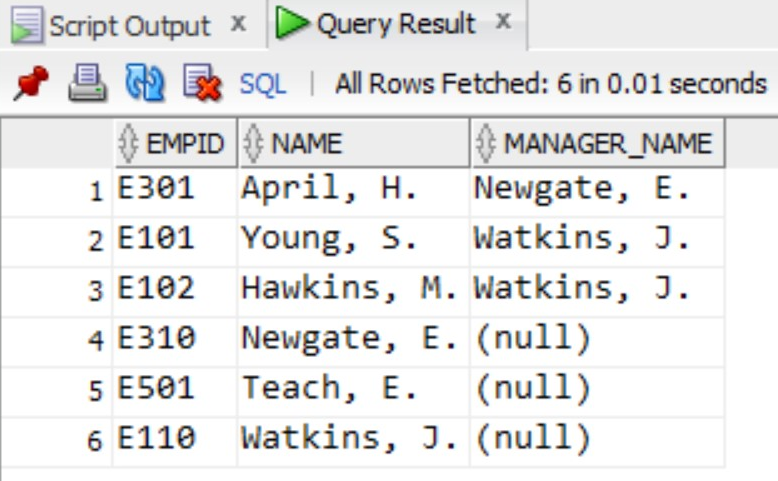 Script Output x Query Result x
SQL | All Rows Fetched: 6 in 0.01 seconds
EMPID NAME MANAGER_NAME
1 E301 April, H. Newgate, E.
2 E101 Young, S. Watkins, J.
3 E102 Hawkins, M. Watkins, J.
4 E310 Newgate, E. (null)
5 E501 Teach, E. (null)
6 E110 Watkins, J. (null)